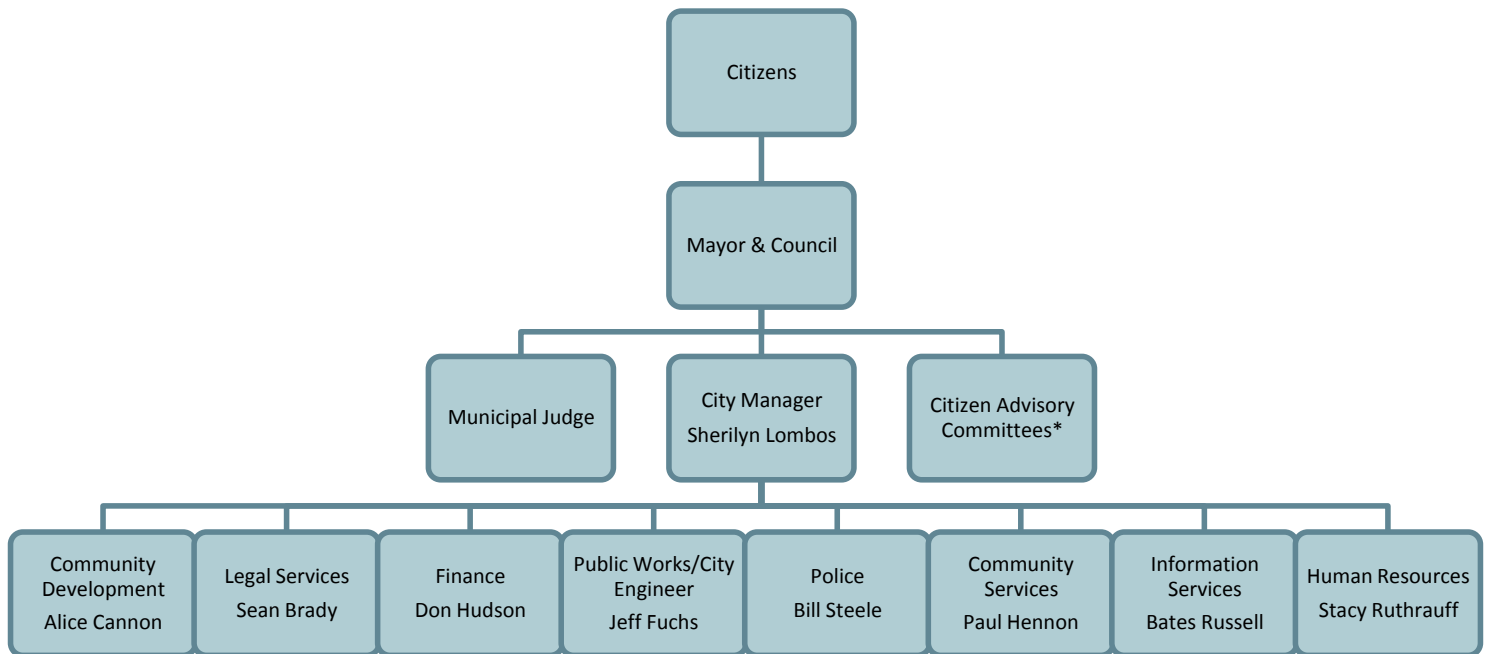 Citizens
Mayor & Council
Municipal Judge
City Manager
Sherilyn Lombos
Citizen Advisory
Committees*
Community
Development
Alice Cannon
Legal Services
Sean Brady
Finance
Don Hudson
Public Works/City
Engineer
Jeff Fuchs
Police
Bill Steele
Community
Services
Paul Hennon
Information
Services
Bates Russell
Human Resources
Stacy Ruthrauff